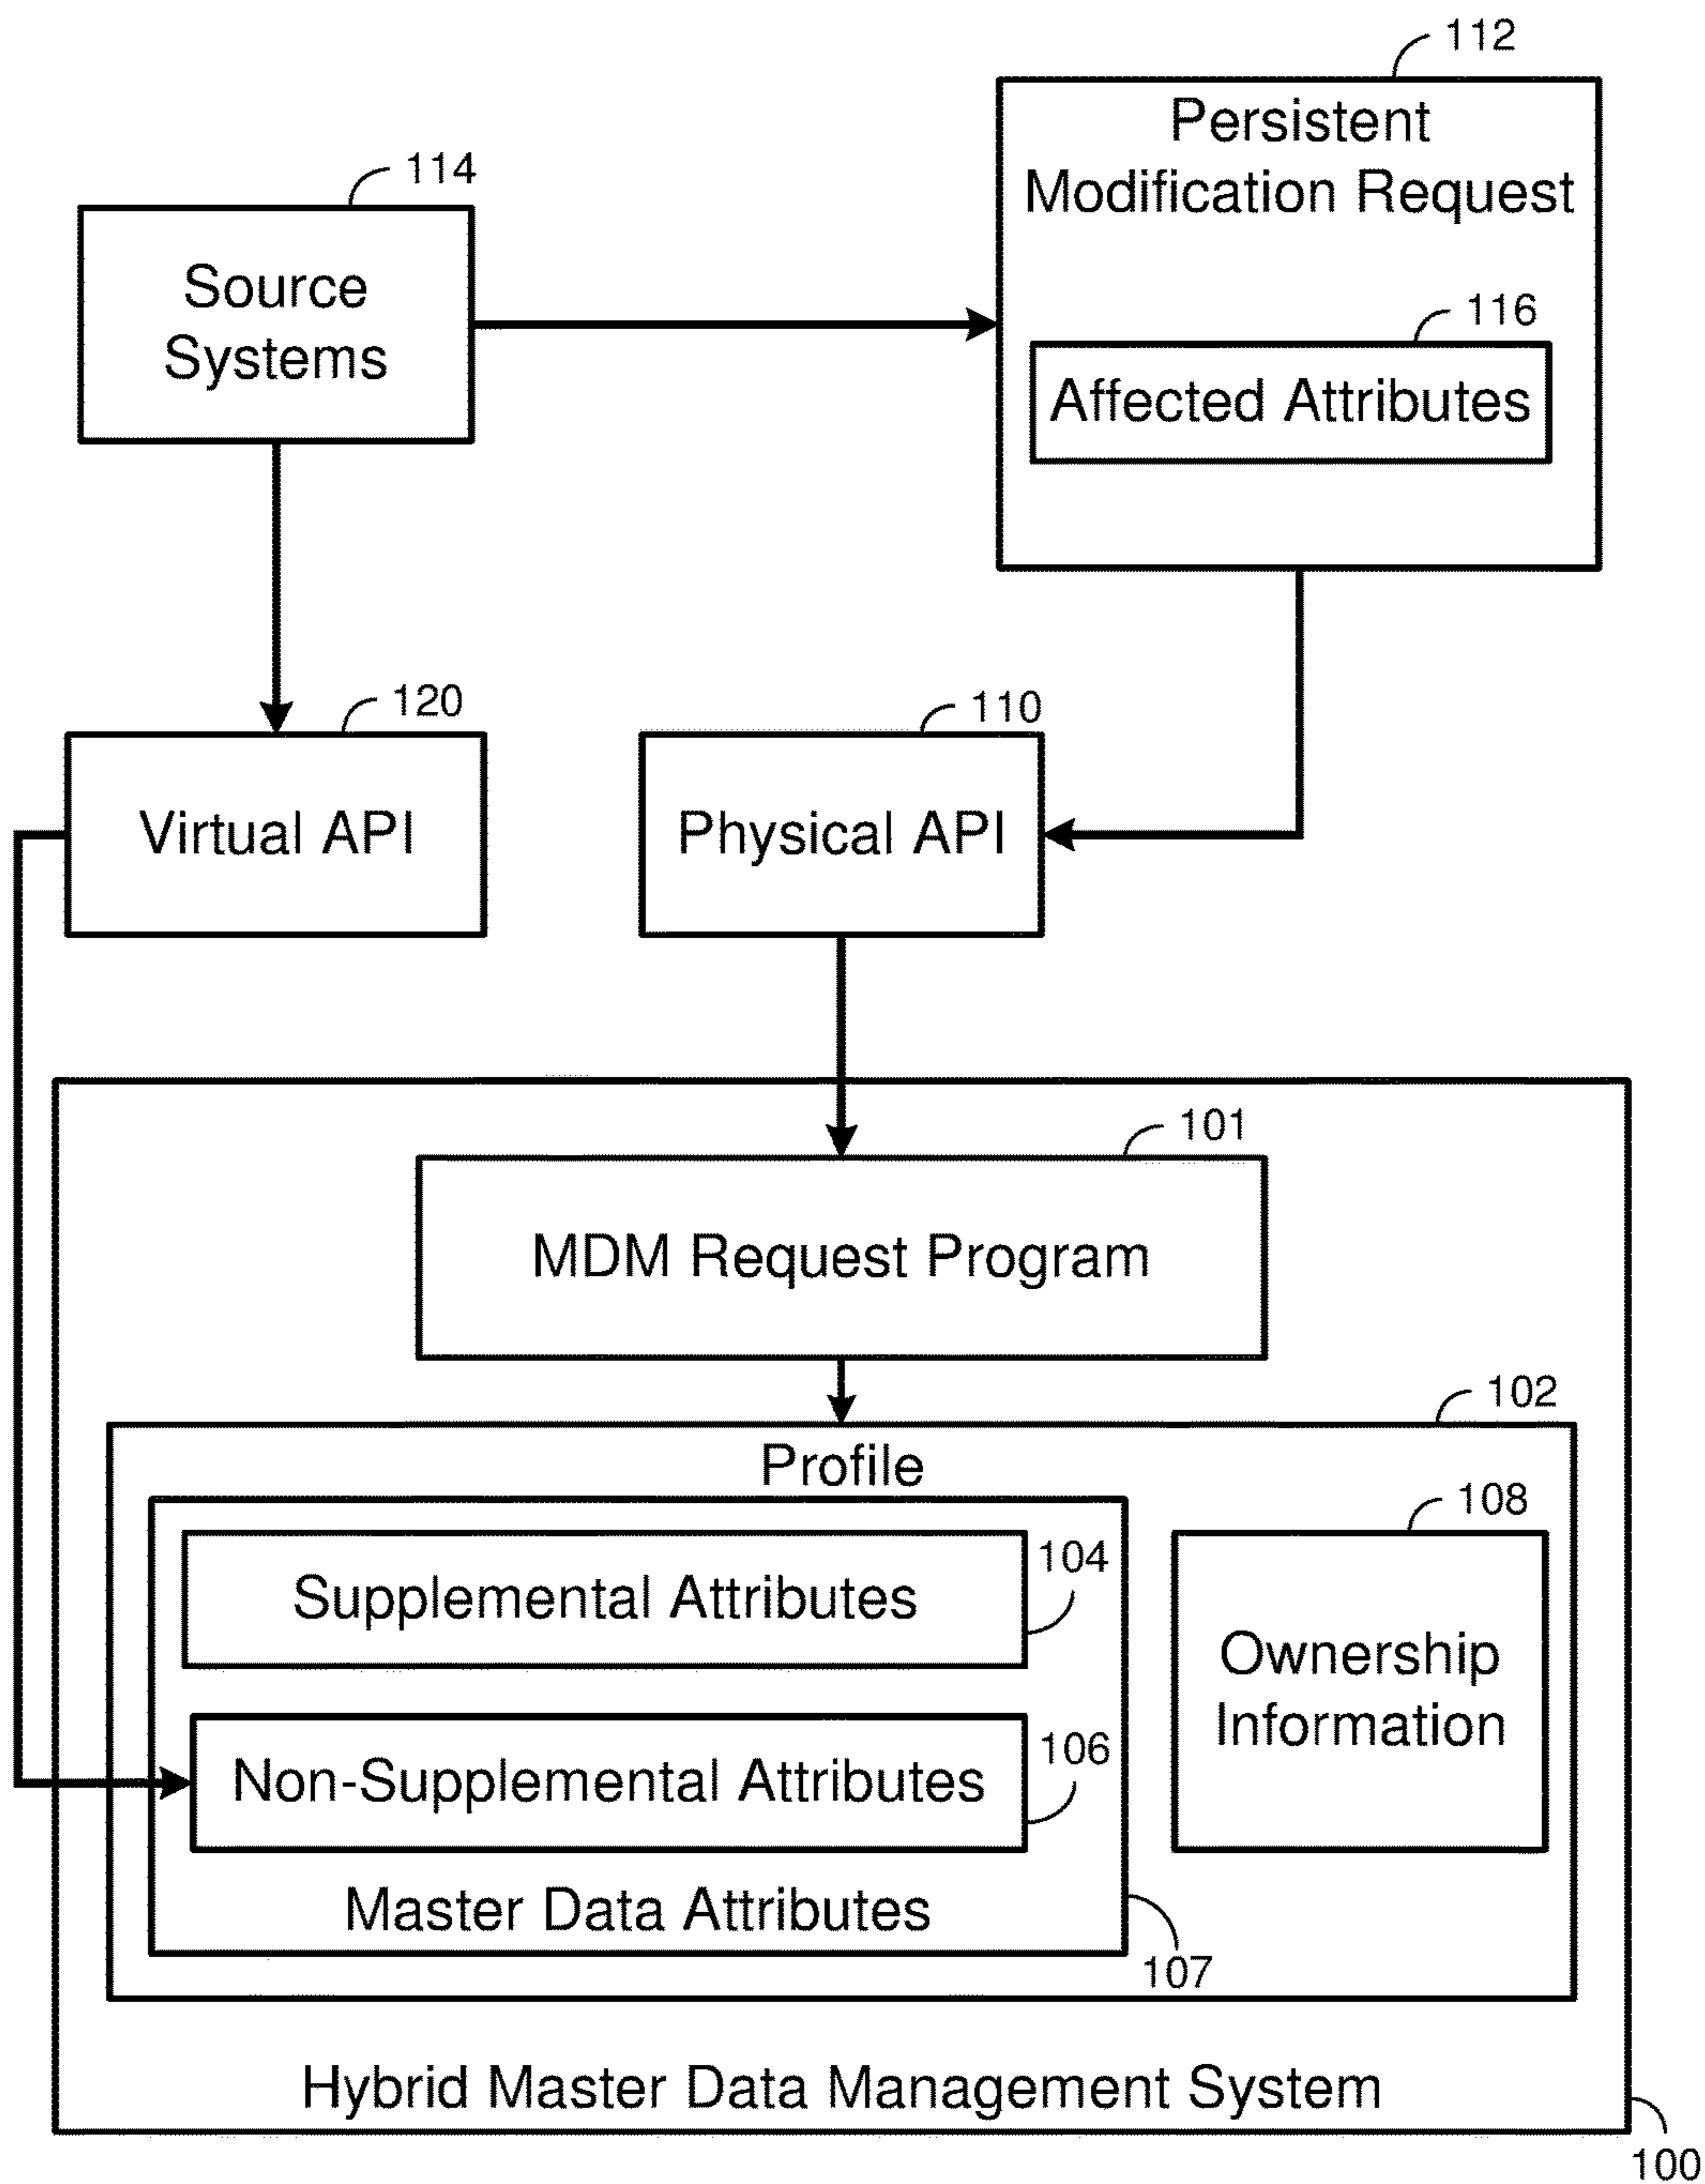 112
Persistent
Modification Request
114
Source
Systems
116
Affected Attributes
120
110
Virtual API
Physical API
101
MDM Request Program
102
Profile
108
104
Supplemental Attributes
Ownership
Information
106
Non-Supplemental Attributes
Master Data Attributes
107
Hybrid Master Data Management System
100